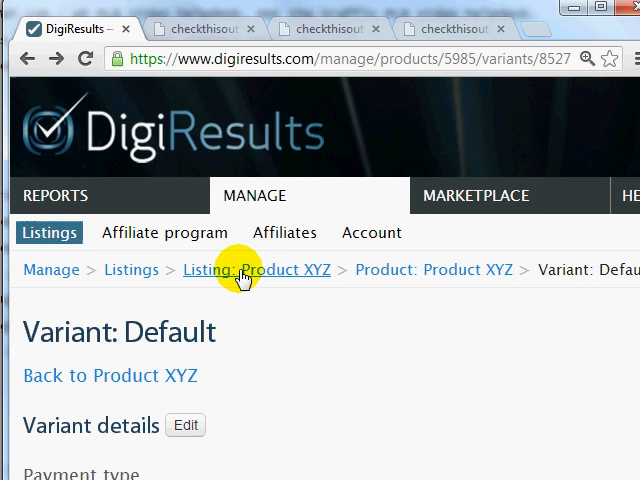 DigiResults –
checkthisout
checkthisout
checkthisout
https://www.digiresults.com/manage/products/5985/variants/8527
DigiResults
REPORTS MANAGE MARKETPLACE HE
Listings Affiliate program Affiliates Account
Manage > Listings > Listing: Product XYZ > Product: Product XYZ > Variant: Defau
Variant: Default
Back to Product XYZ
Variant details Edit
Payment type